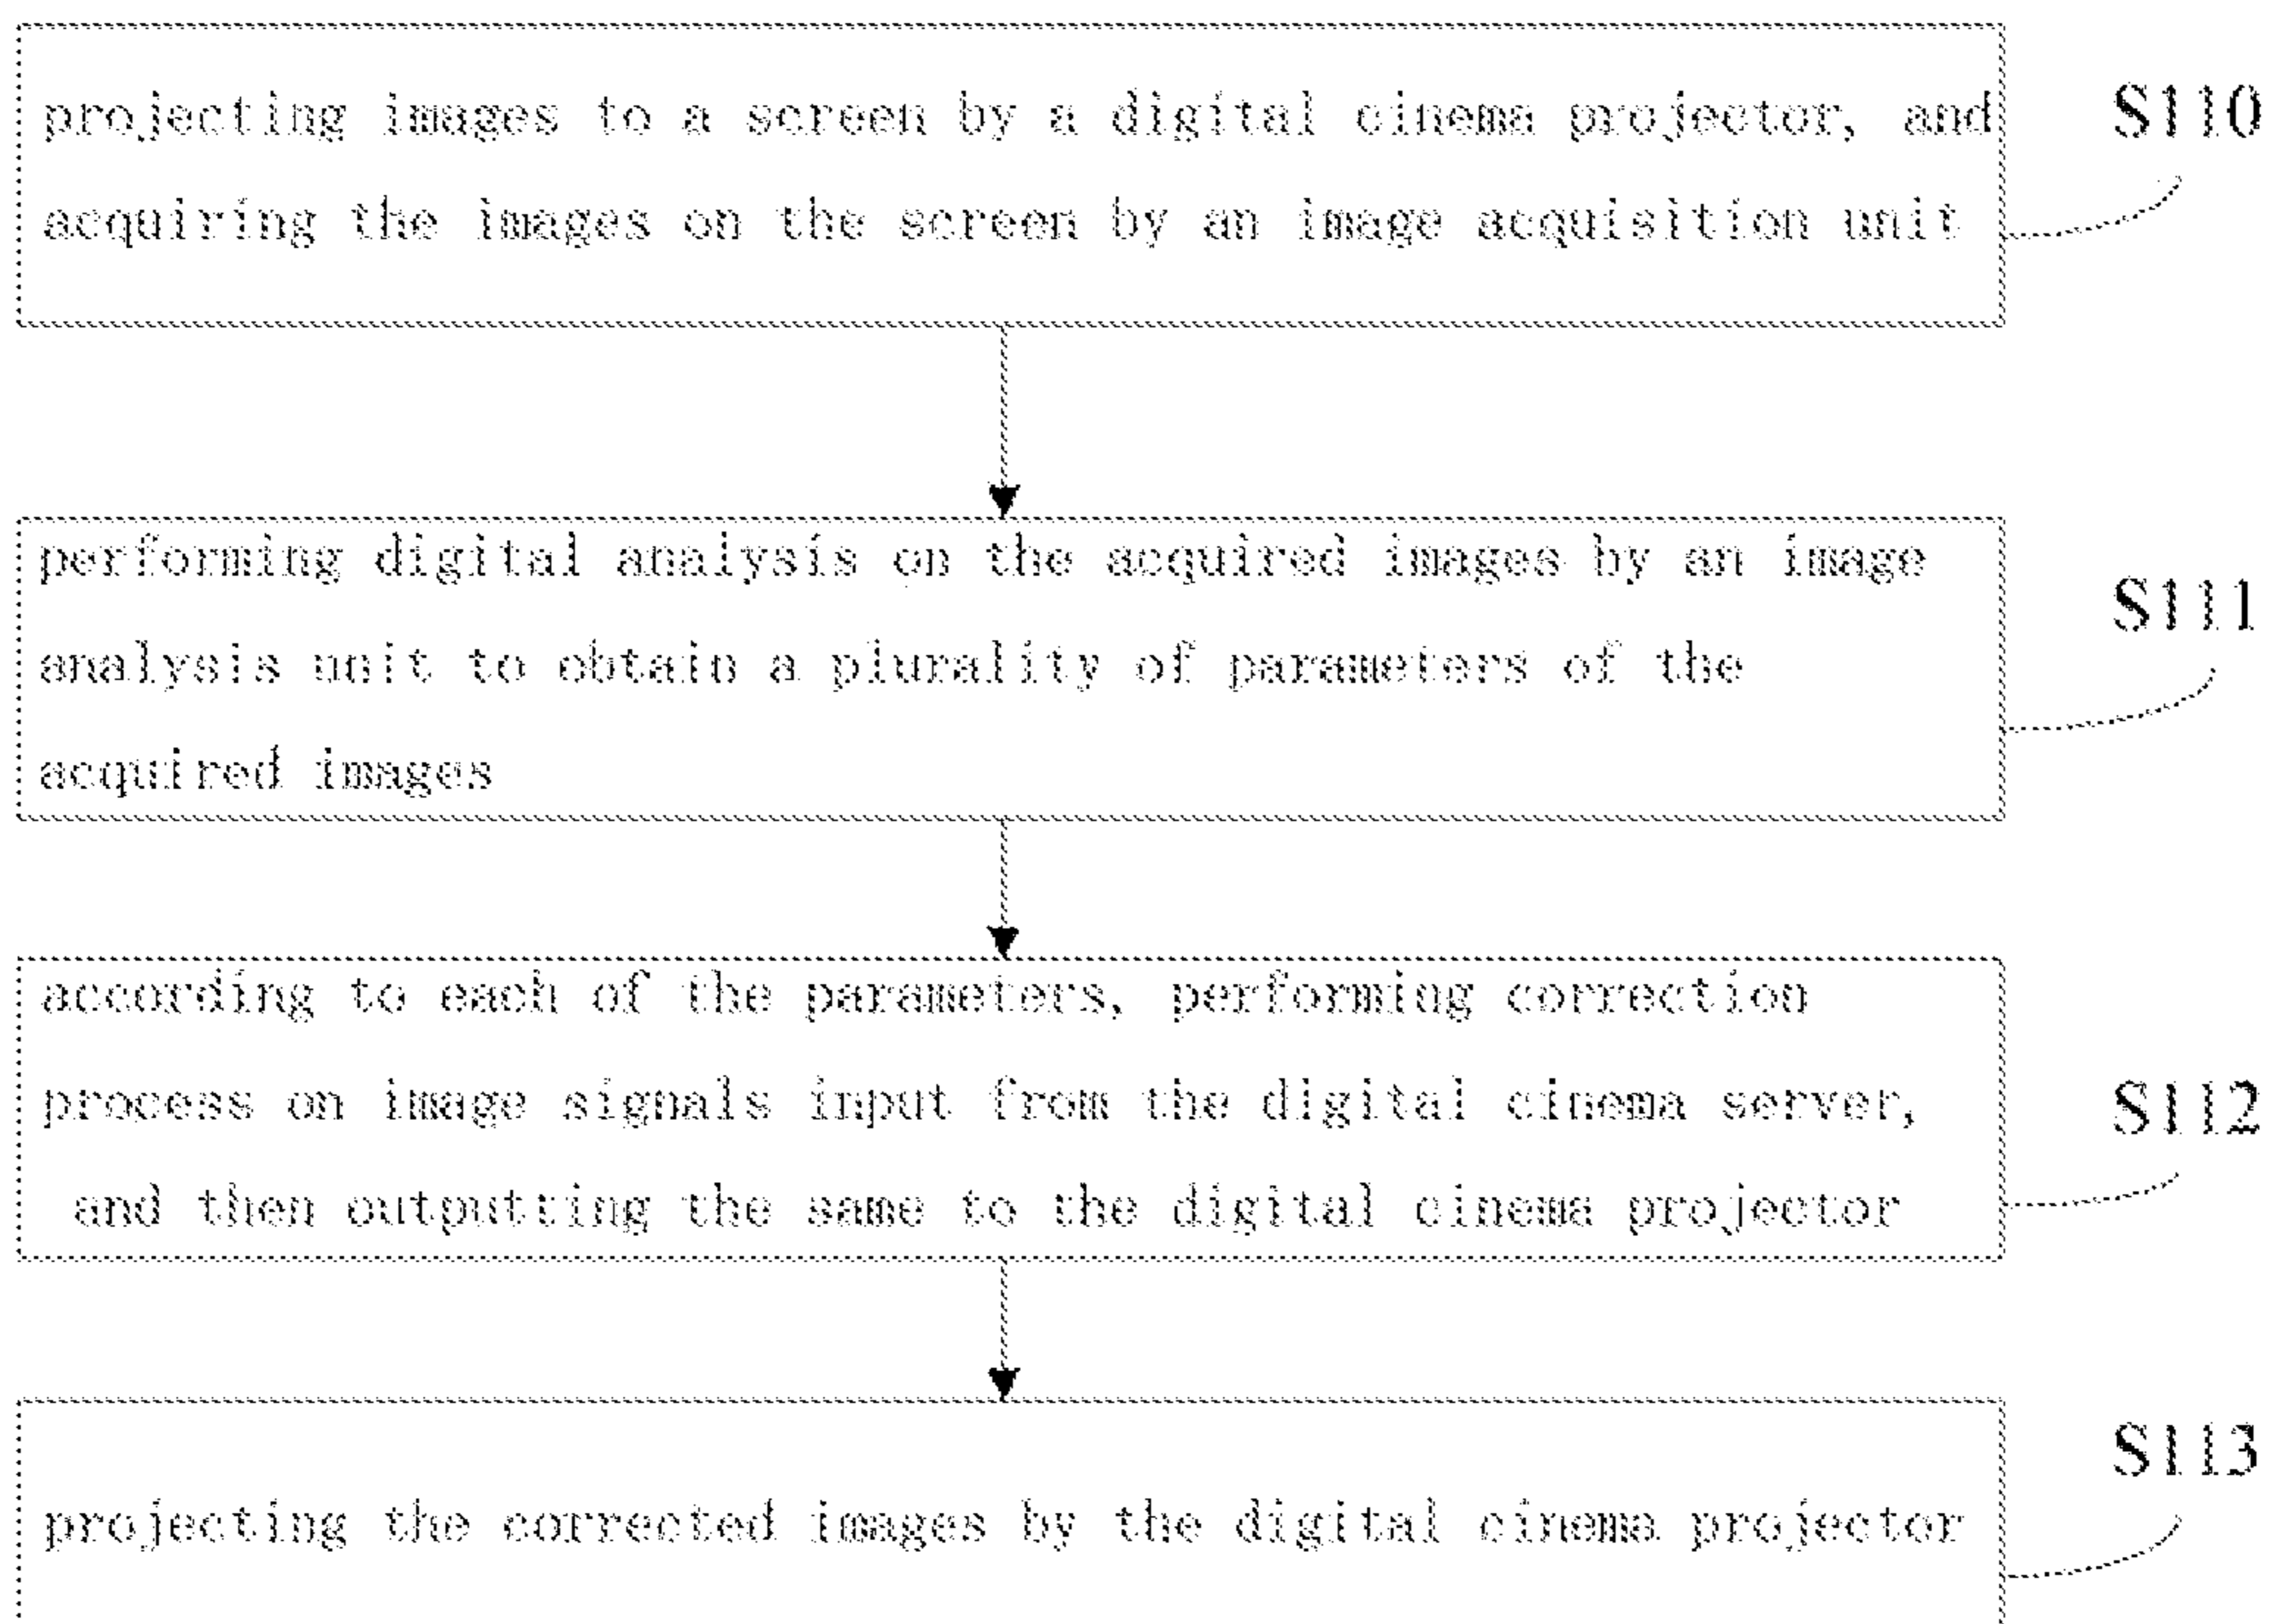 projecting images to a screen by a digital cinema projector, and
acquiring the images on the screen by an image acquisition unit
S110
performing digital analysis on the acquired images by an image
analysis unit to obtain a plurality of parameters of the
acquired images
S111
according to each of the parameters, performing correction
process on image signals input from the digital cinema server,
and then outputting the same to the digital cinema projector
S112
projecting the corrected images by the digital cinema projector
S113